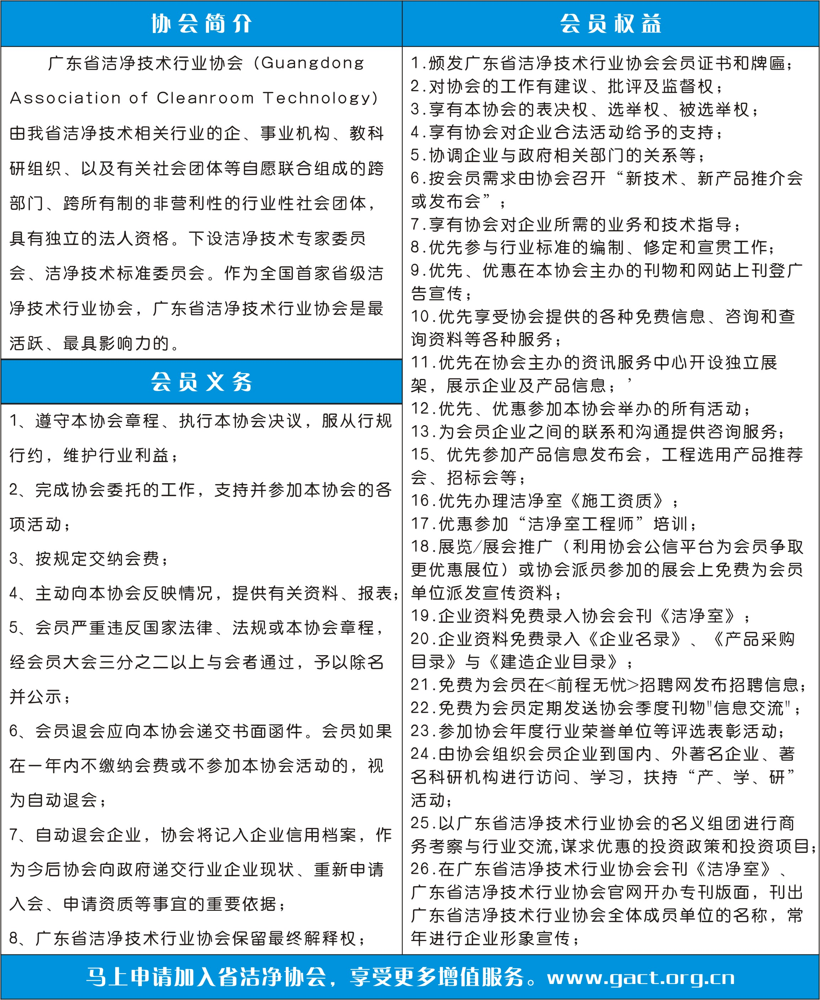 协会简介
广东省洁净技术行业协会（Guangdong
Association of Cleanroom Technology）
由我省洁净技术相关行业的企、事业机构、教科
研组织、以及有关社会团体等自愿联合组成的跨
部门、跨所有制的非营利性的行业性社会团体，
具有独立的法人资格。下设洁净技术专家委员
会、洁净技术标准委员会。作为全国首家省级洁
净技术行业协会，广东省洁净技术行业协会是最
活跃、最具影响力的。
会员义务
1、遵守本协会章程、执行本协会决议，服从行规
行约，维护行业利益；
2、完成协会委托的工作，支持并参加本协会的各
项活动；
3、按规定交纳会费；
4、主动向本协会反映情况，提供有关资料、报表；
5、会员严重违反国家法律、法规或本协会章程，
经会员大会三分之二以上与会者通过，予以除名
并公示；
6、会员退会应向本协会递交书面函件。会员如果
在一年内不缴纳会费或不参加本协会活动的，视
为自动退会；
7、自动退会企业，协会将记入企业信用档案，作
为今后协会向政府递交行业企业现状、重新申请
入会、申请资质等事宜的重要依据；
8、广东省洁净技术行业协会保留最终解释权；
会员权益
1.颁发广东省洁净技术行业协会会员证书和牌匾；
2.对协会的工作有建议、批评及监督权；
3.享有本协会的表决权、选举权、被选举权；
4.享有协会对企业合法活动给予的支持；
5.协调企业与政府相关部门的关系等；
6.按会员需求由协会召开“新技术、新产品推介会
或发布会”；
7.享有协会对企业所需的业务和技术指导；
8.优先参与行业标准的编制、修定和宣贯工作；
9.优先、优惠在本协会主办的刊物和网站上刊登广
告宣传；
10.优先享受协会提供的各种免费信息、咨询和查
询资料等各种服务；
11.优先在协会主办的资讯服务中心开设独立展
架，展示企业及产品信息；’
12.优先、优惠参加本协会举办的所有活动；
13.为会员企业之间的联系和沟通提供咨询服务；
15、优先参加产品信息发布会，工程选用产品推荐
会、招标会等；
16.优先办理洁净室《施工资质》；
17.优惠参加“洁净室工程师”培训；
18.展览/展会推广（利用协会公信平台为会员争取
更优惠展位）或协会派员参加的展会上免费为会员
单位派发宣传资料；
19.企业资料免费录入协会会刊《洁净室》；
20.企业资料免费录入《企业名录》、《产品采购
目录》与《建造企业目录》；
21.免费为会员在<前程无忧>招聘网发布招聘信息；
22.免费为会员定期发送协会季度刊物"信息交流"；
23.参加协会年度行业荣誉单位等评选表彰活动；
24.由协会组织会员企业到国内、外著名企业、著
名科研机构进行访问、学习，扶持“产、学、研”
活动；
25.以广东省洁净技术行业协会的名义组团进行商
务考察与行业交流,谋求优惠的投资政策和投资项目；
26.在广东省洁净技术行业协会会刊《洁净室》、
广东省洁净技术行业协会官网开办专刊版面，刊出
广东省洁净技术行业协会全体成员单位的名称，常
年进行企业形象宣传；
马上申请加入省洁净协会，享受更多增值服务。www.gact.org.cn